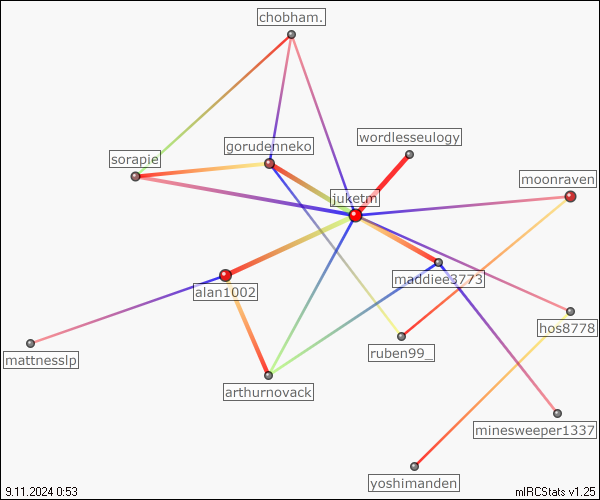 chobham.
wordlesseulogy
gorudenneko
sorapie
moonraven
juketm
maddiee3773
alan1002
hos8778
ruben99_
mattnesslp
arthurnovack
minesweeper1337
yoshimanden
9.11.2024 0:53
mIRCStats v1.25